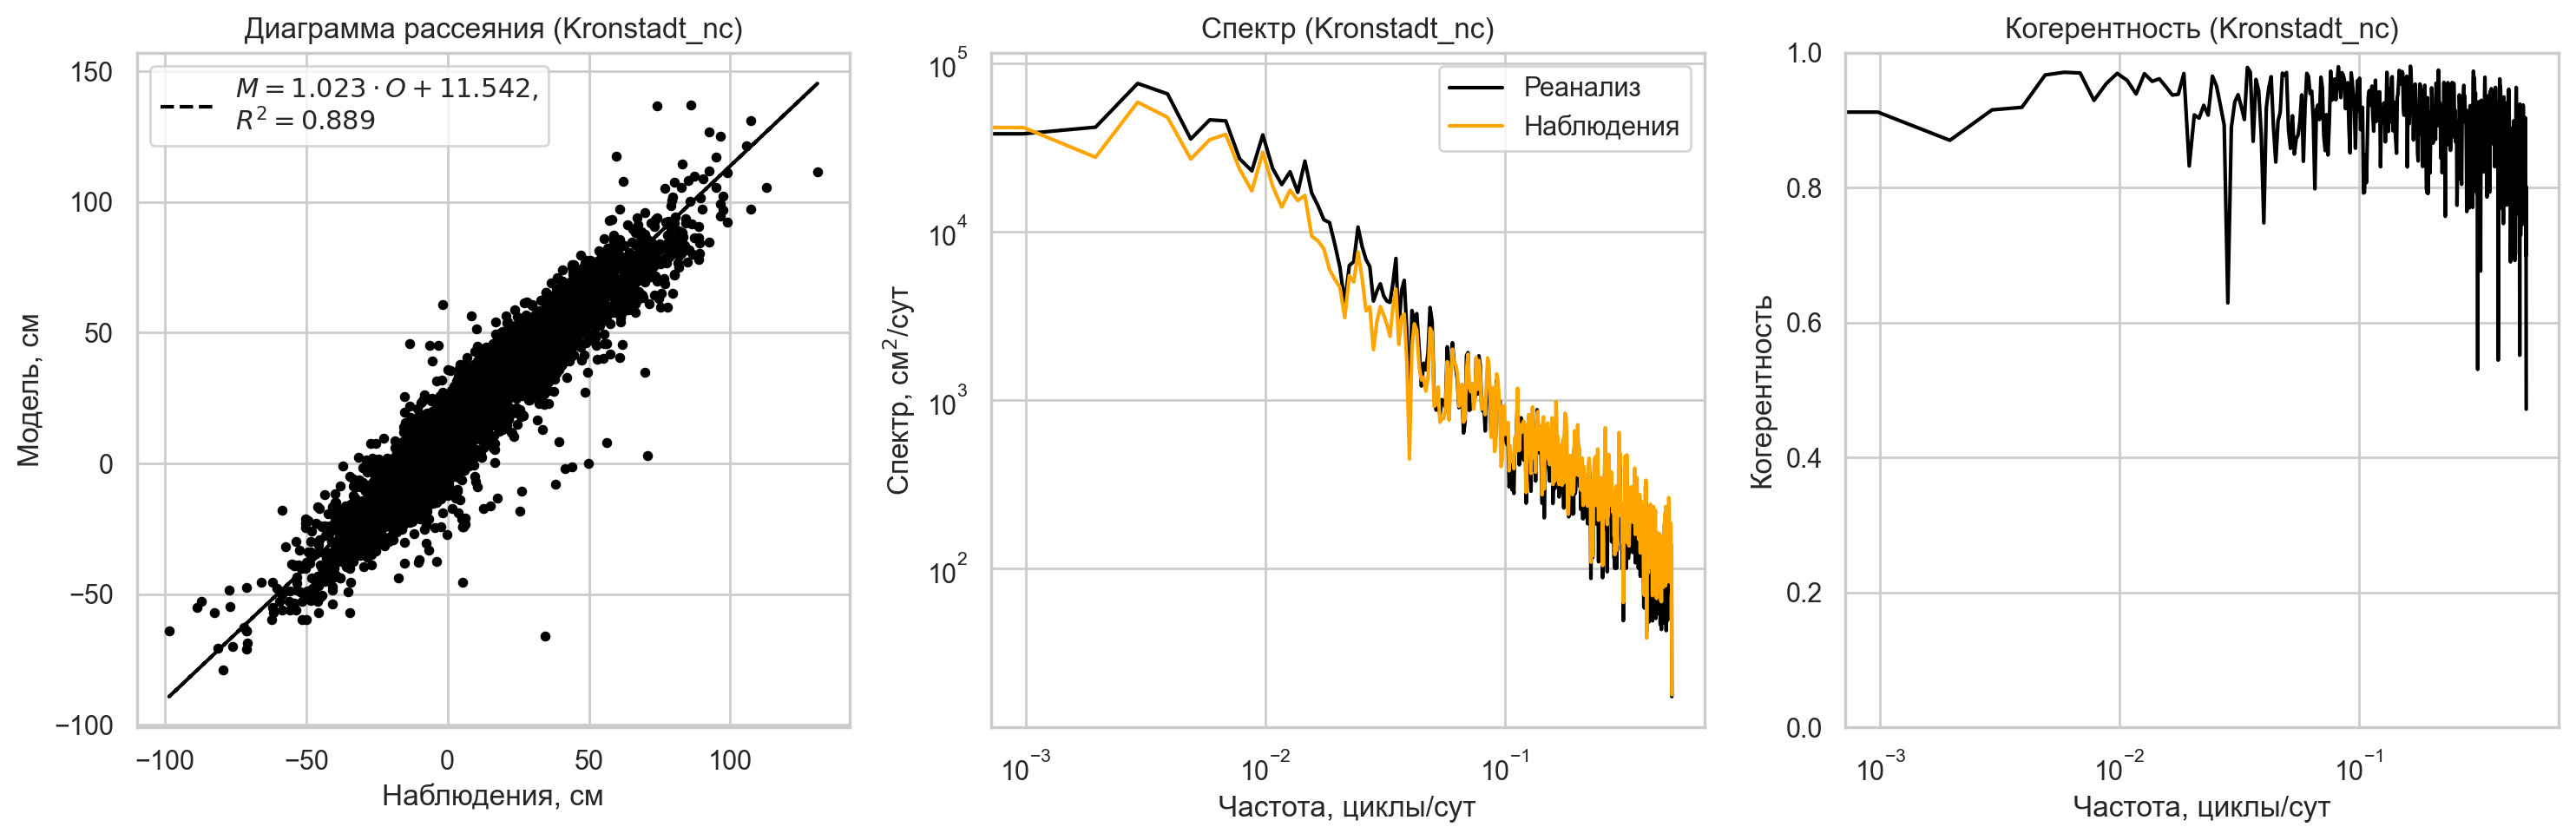 Диаграмма рассеяния (Kronstadt_nc)
M = 1.023 · O + 11.542,
R² = 0.889
150
100
50
0
−50
−100
Модель, см
−100
−50
0
50
100
Наблюдения, см
Спектр (Kronstadt_nc)
Реанализ
Наблюдения
10⁵
10⁴
10³
10²
Спектр, см²/сут
10⁻³
10⁻²
10⁻¹
Частота, циклы/сут
Когерентность (Kronstadt_nc)
1.0
0.8
0.6
0.4
0.2
0.0
Когерентность
10⁻³
10⁻²
10⁻¹
Частота, циклы/сут